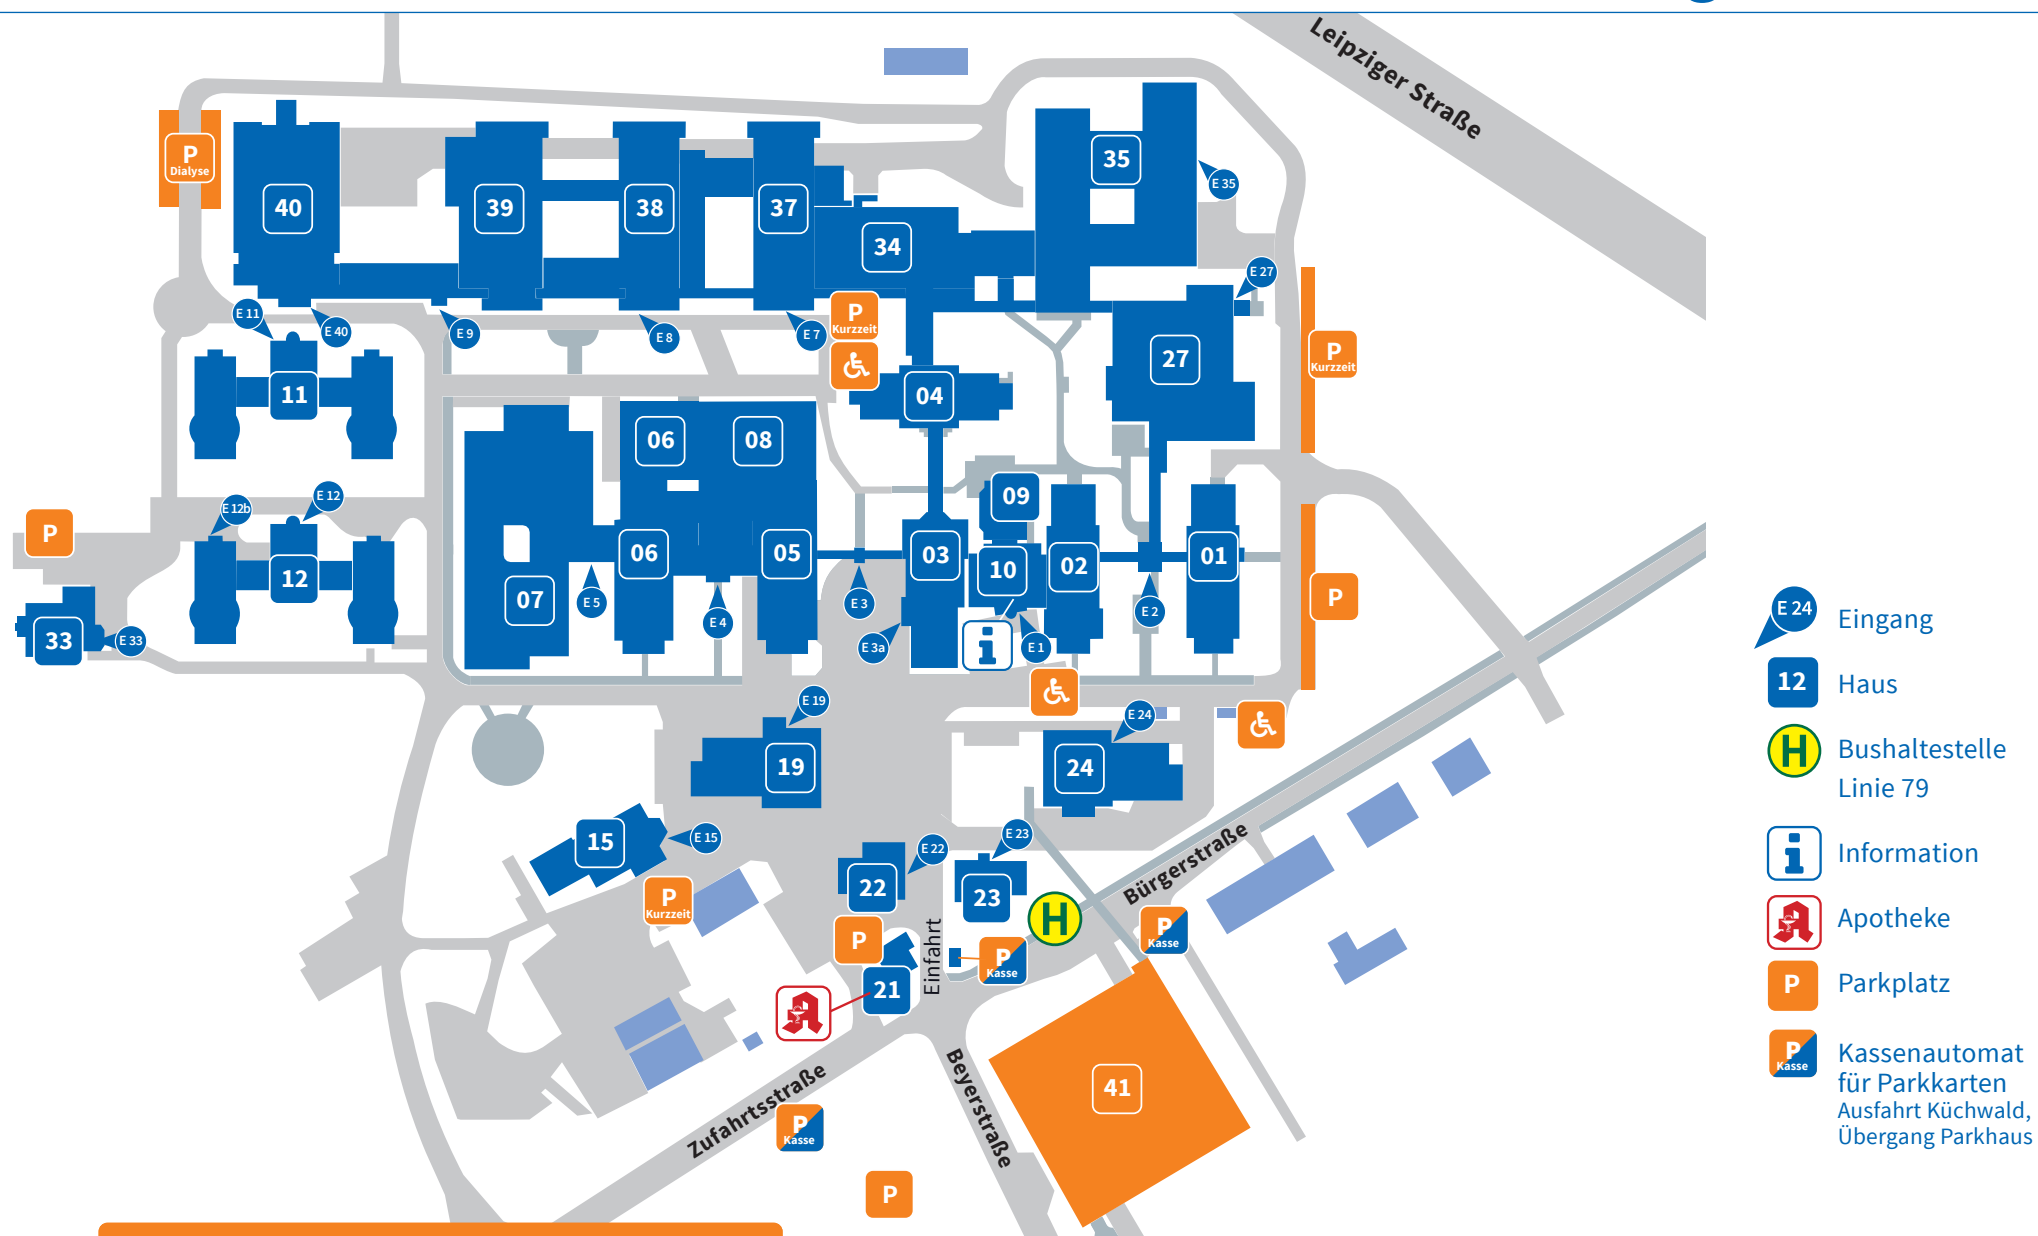 Leipziger Straße
35
P
Dialyse
E 35
40
39
38
37
34
E 27
E 11
E 40
E 9
E 8
E 7
P
Kurzzeit
P
Kurzzeit
27
11
04
06
08
E 12b
E 12
09
P
06
05
03
10
02
01
12
07
E 5
E 4
E 3
E 2
P
33
E 33
E 3a
i
E 1
E 19
E 24
19
24
15
E 15
E 22
E 23
22
23
P
Kurzzeit
H
Bürgerstraße
P
Kasse
P
Einfahrt
P
Kasse
21
A
Zufahrtsstraße
Beyerstraße
41
P
Kasse
P
E 24
Eingang
12
Haus
H
Bushaltestelle
Linie 79
i
Information
A
Apotheke
P
Parkplatz
P
Kasse
Kassenautomat
für Parkkarten
Ausfahrt Küchwald,
Übergang Parkhaus